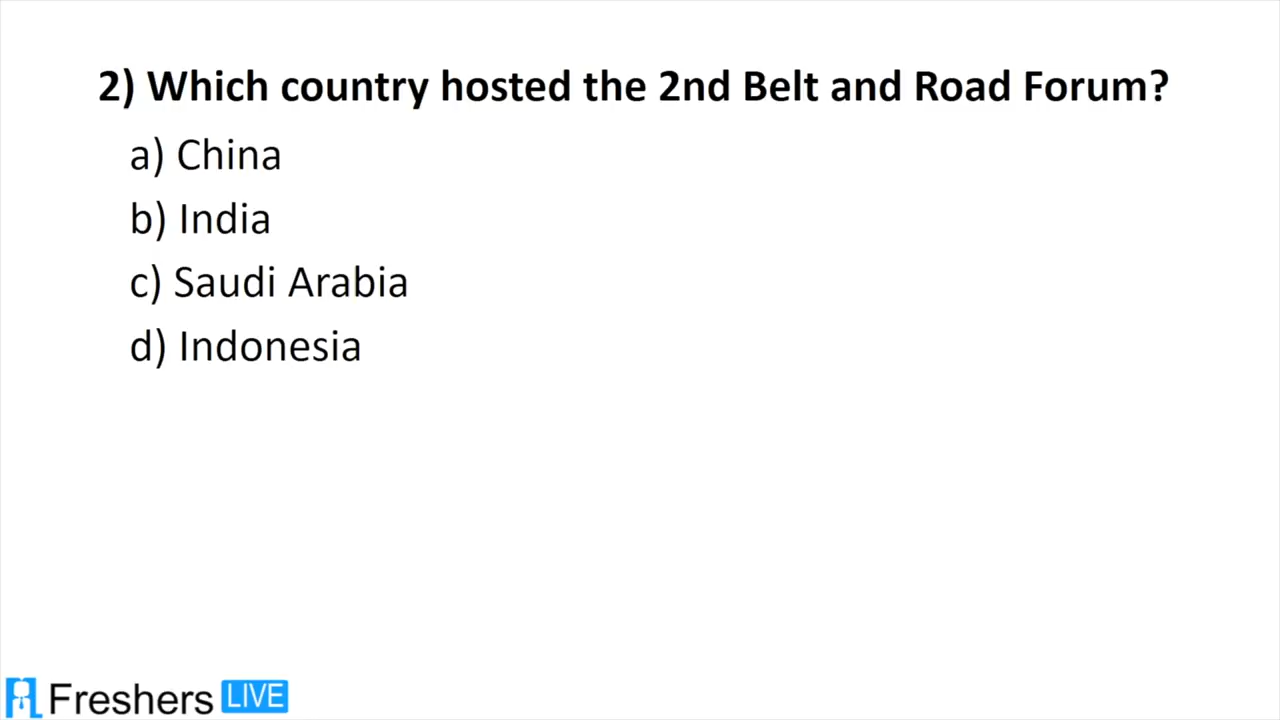 2) Which country hosted the 2nd Belt and Road Forum?
a) China
b) India
c) Saudi Arabia
d) Indonesia
Freshers LIVE